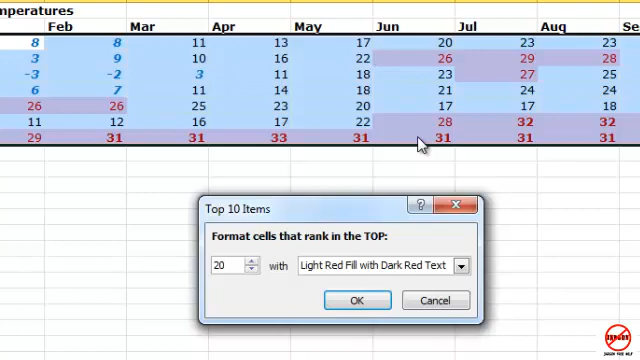 mperatures
Feb Mar Apr May Jun Jul Aug Sep
8 8 11 13 17 20 23 23
3 9 10 16 22 26 29 28
-3 -2 3 11 18 23 27 25
6 7 11 14 18 21 24 24
26 26 25 23 20 17 17 18
11 12 16 17 22 28 32 32
29 31 31 33 31 31 31 31
Top 10 Items
Format cells that rank in the TOP:
20 with Light Red Fill with Dark Red Text
OK Cancel